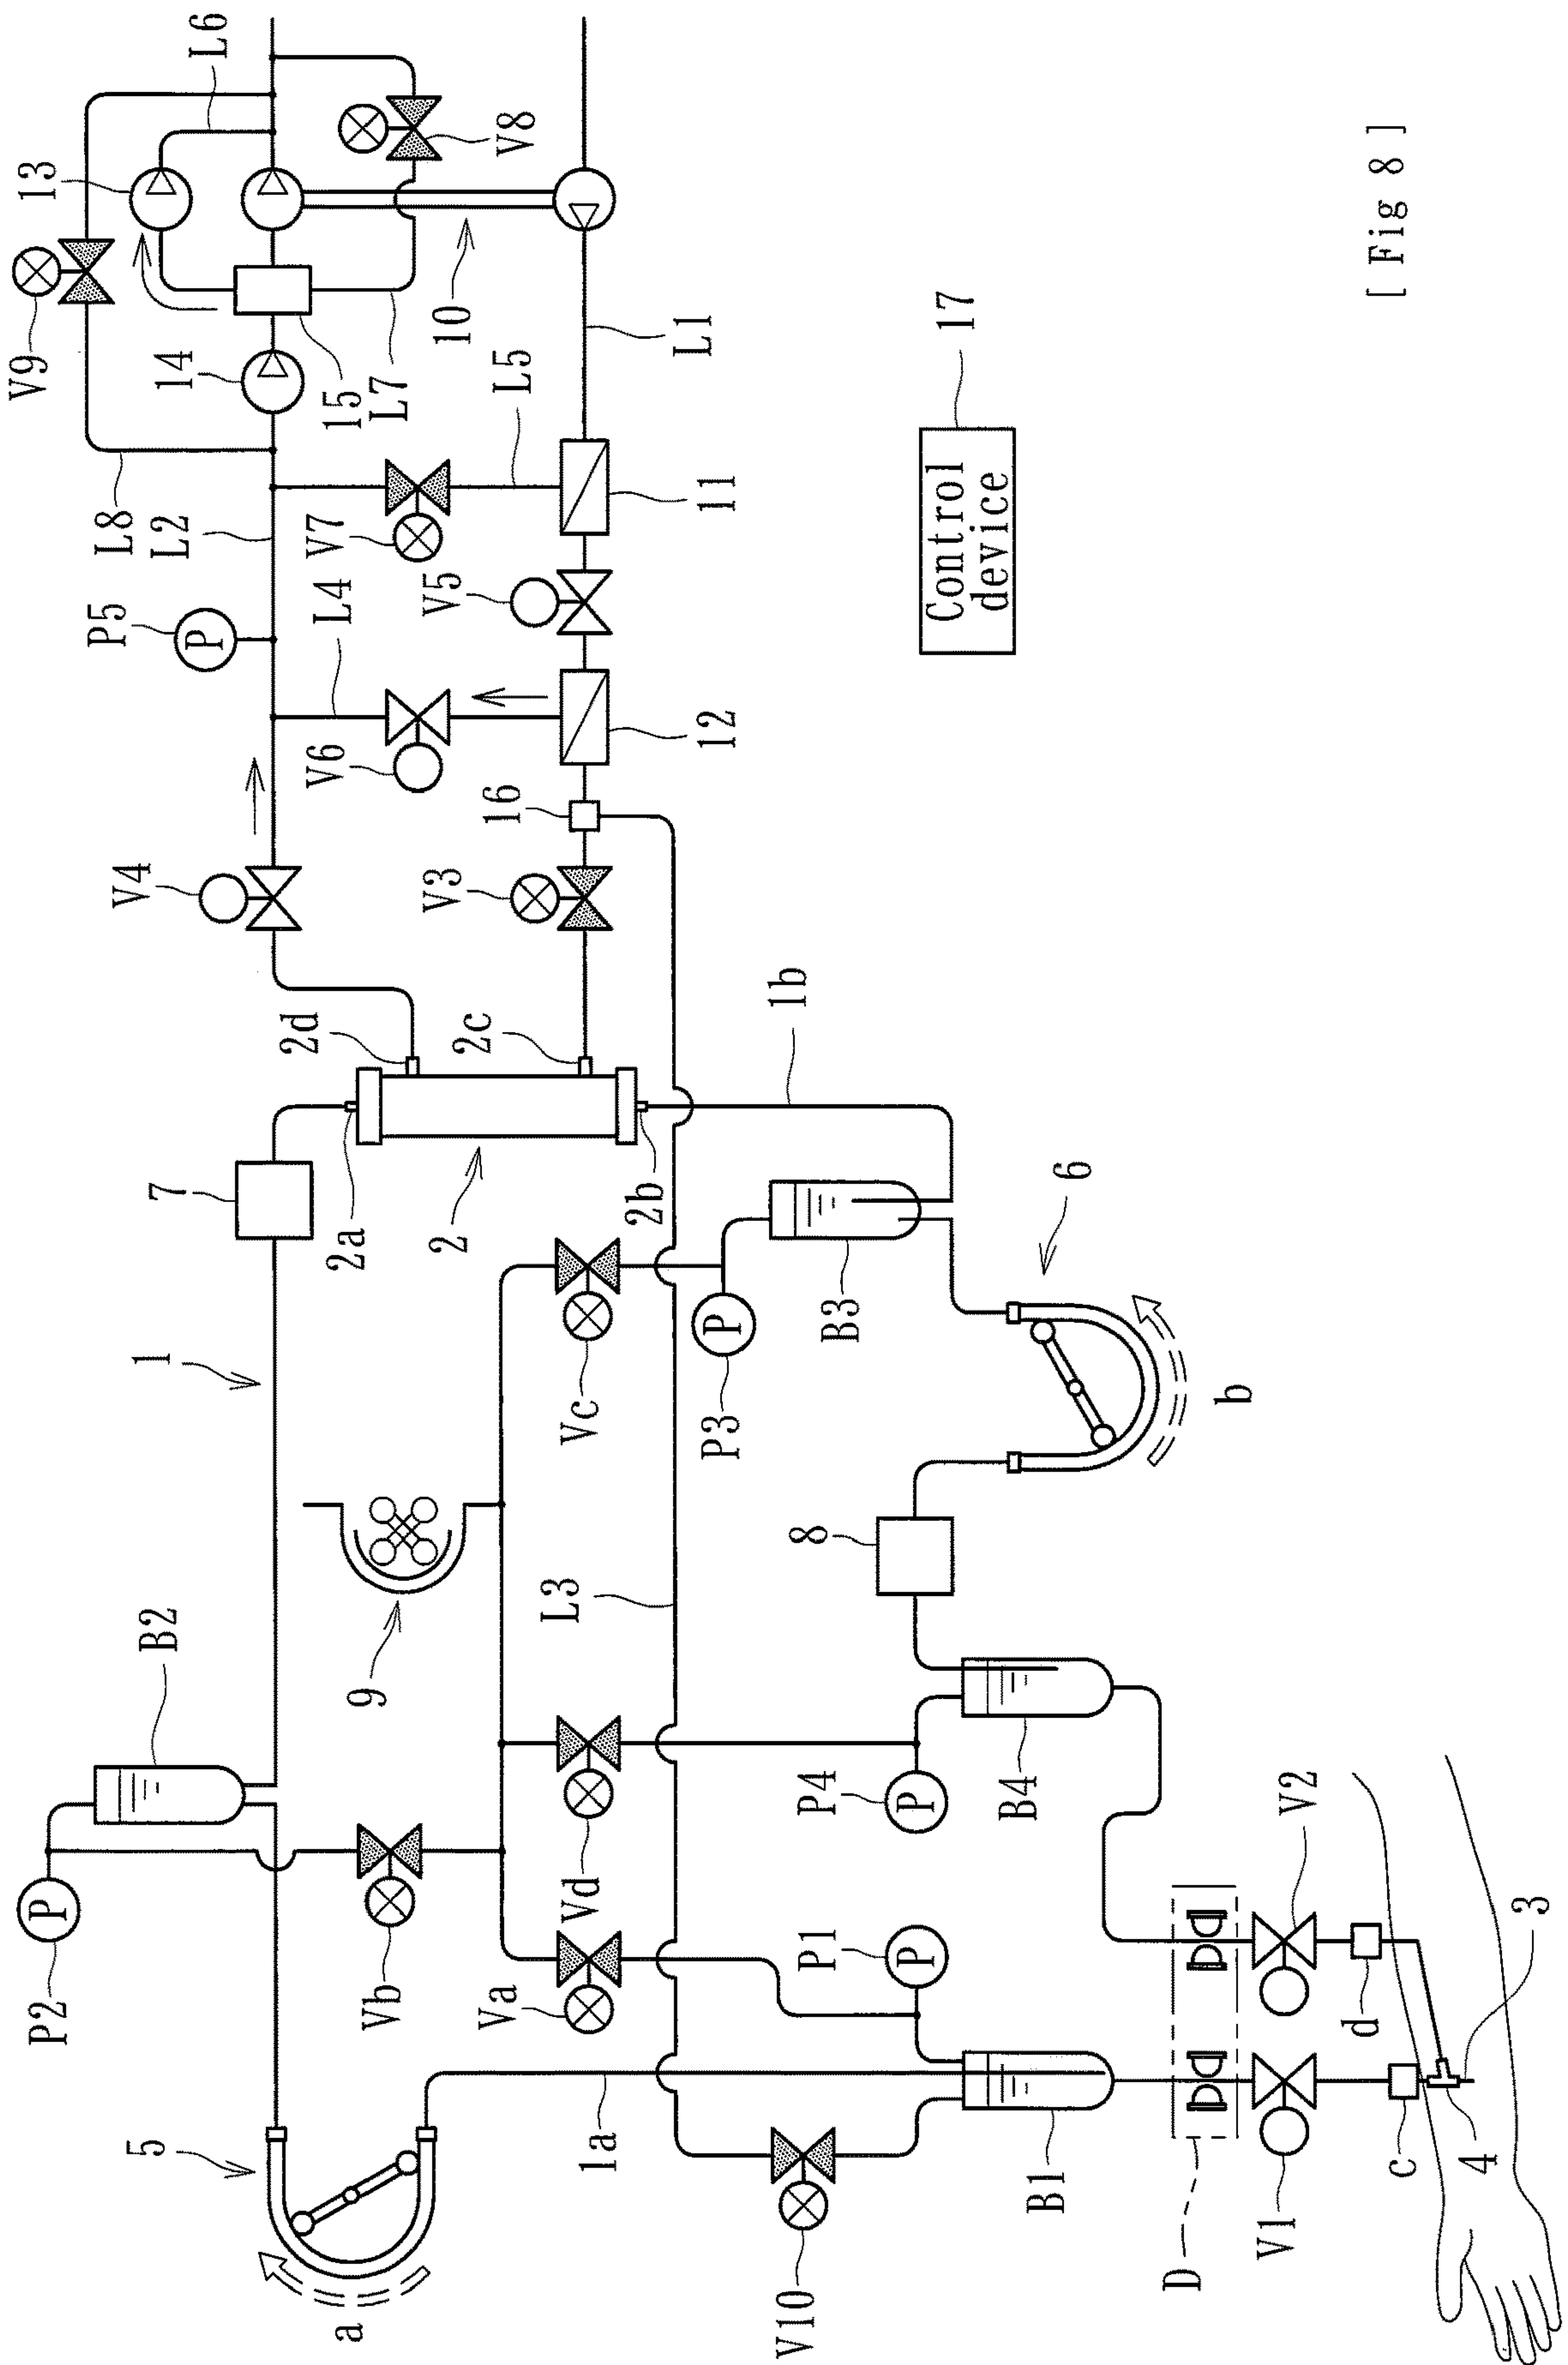 P2
P
V9
13
5
B2
1
7
V4
P5
P
L8
L2
14
L6
a
Vb
9
2a
2d
V6
L4
V7
15
L7
Va
Vd
L3
Vc
2
2c
V3
16
V5
L5
10
V8
1a
2b
12
11
L1
V10
P1
P
P4
P
8
P3
P
B3
1b
Control
device
17
B1
B4
6
D
b
V1
V2
c
d
4
3
[ Fig 8 ]